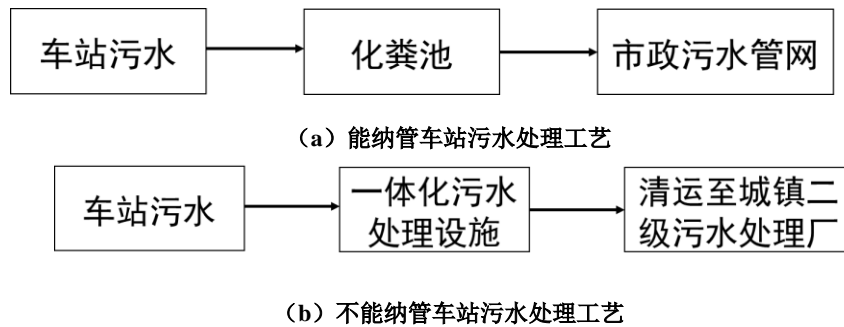 车站污水
化粪池
市政污水管网
（a）能纳管车站污水处理工艺
车站污水
一体化污水
处理设施
清运至城镇二
级污水处理厂
（b）不能纳管车站污水处理工艺